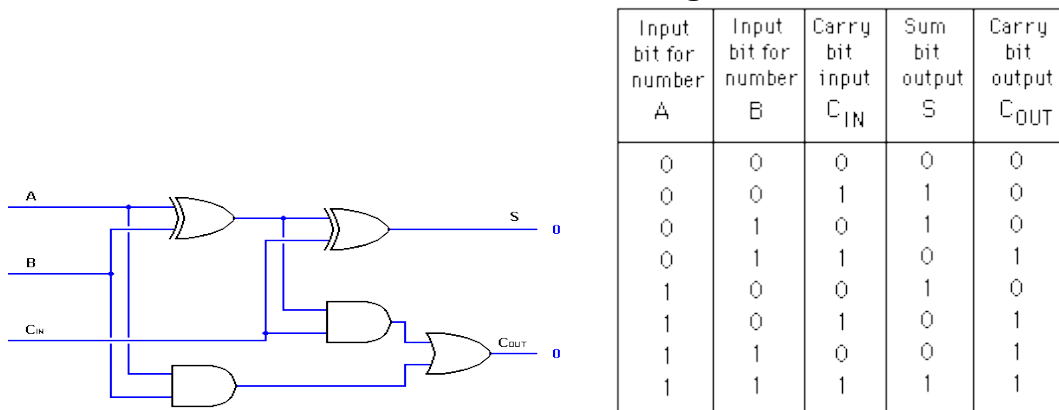 A
B
CIN
S 0
COUT 0
Input bit for number A
Input bit for number B
Carry bit input CIN
Sum bit output S
Carry bit output COUT
0 0 0 0 0
0 0 1 1 0
0 1 0 1 0
0 1 1 0 1
1 0 0 1 0
1 0 1 0 1
1 1 0 0 1
1 1 1 1 1